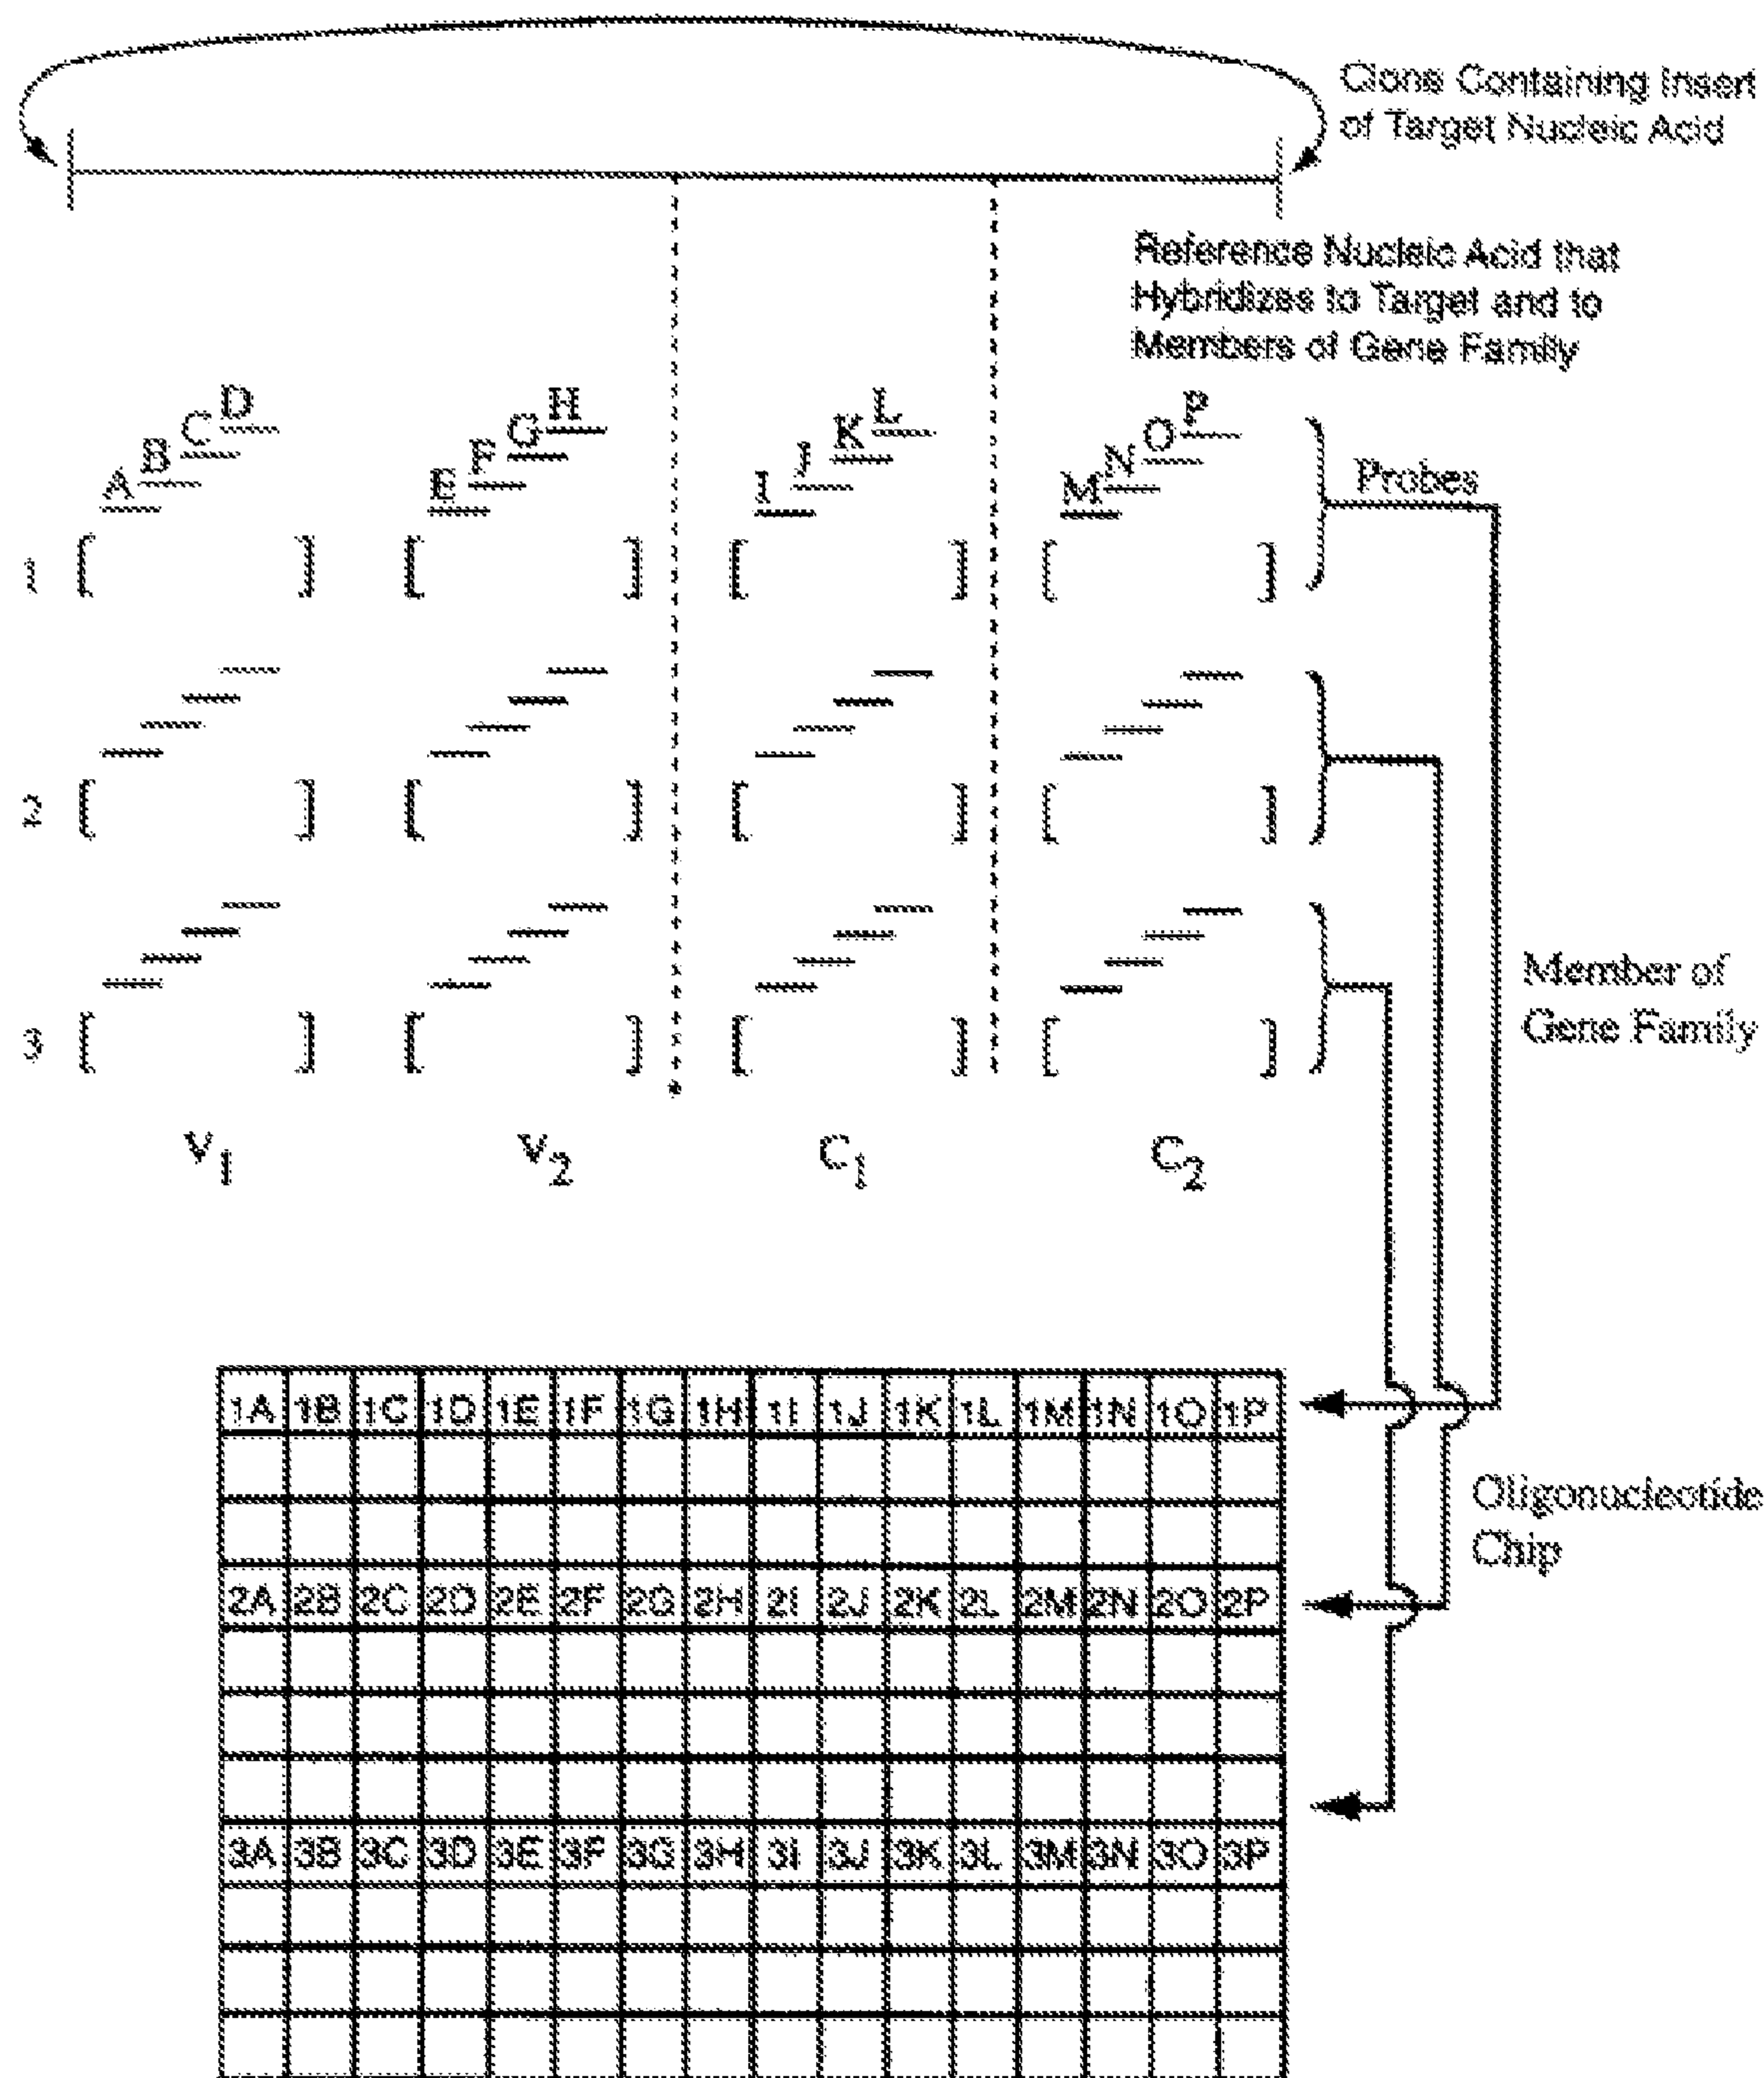 Clone Containing Insert
of Target Nucleic Acid
Reference Nucleic Acid that
Hybridizes to Target and to
Members of Gene Family
A B C D E F G H I J K L M N O P
Probes
1
2
3
Member of
Gene Family
V1 V2 C1 C2
1A 1B 1C 1D 1E 1F 1G 1H 1I 1J 1K 1L 1M 1N 1O 1P
Oligonucleotide
Chip
2A 2B 2C 2D 2E 2F 2G 2H 2I 2J 2K 2L 2M 2N 2O 2P
3A 3B 3C 3D 3E 3F 3G 3H 3I 3J 3K 3L 3M 3N 3O 3P